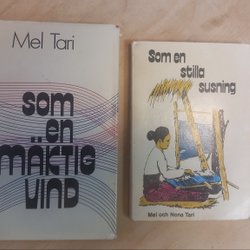 Mel Tari
SOM
EN
MÄKTIG
VIND
Som en
stilla
susning
Mel och Nona Tari